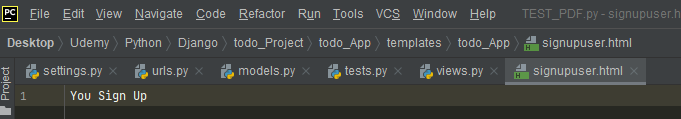 PC File Edit View Navigate Code Refactor Run Tools VCS Window Help TEST_PDF.py - signupuser.h
Desktop Udemy Python Django todo_Project todo_App templates todo_App signupuser.html
Project
settings.py urls.py models.py tests.py views.py signupuser.html
1 You Sign Up